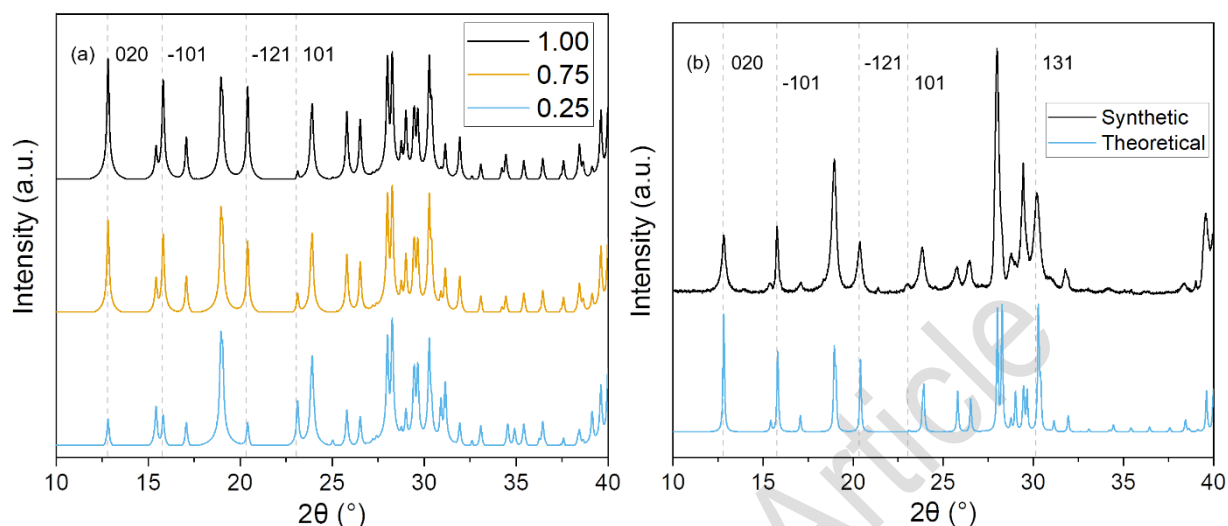 (a) 020 -101 -121 101
1.00
0.75
0.25
Intensity (a.u.)
10 15 20 25 30 35 40
2θ (°)
(b) 020 -101 -121 101 131
Synthetic
Theoretical
Intensity (a.u.)
10 15 20 25 30 35 40
2θ (°)
Article